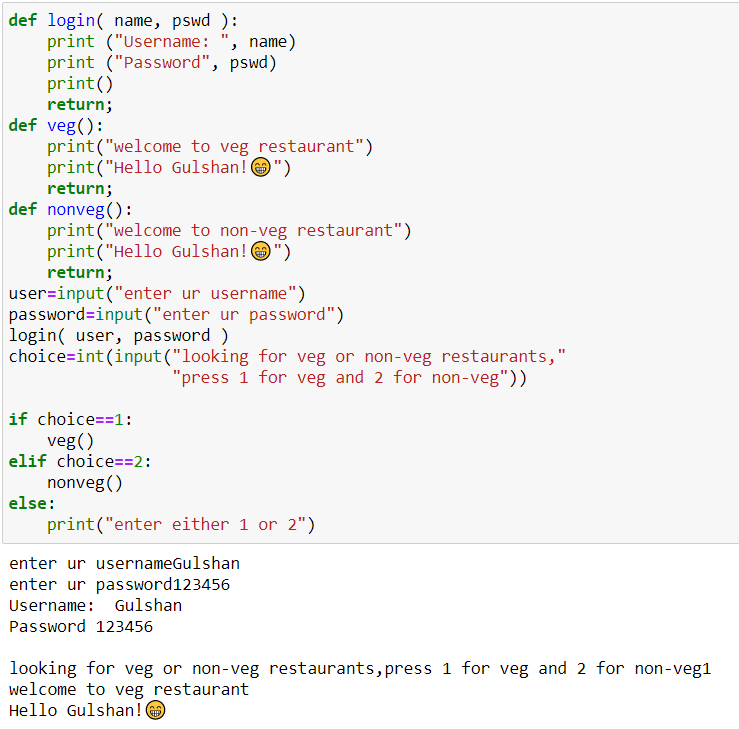 def login( name, pswd ):
    print ("Username: ", name)
    print ("Password", pswd)
    print()
    return;
def veg():
    print("welcome to veg restaurant")
    print("Hello Gulshan!😁")
    return;
def nonveg():
    print("welcome to non-veg restaurant")
    print("Hello Gulshan!😁")
    return;
user=input("enter ur username")
password=input("enter ur password")
login( user, password )
choice=int(input("looking for veg or non-veg restaurants,"
                 "press 1 for veg and 2 for non-veg"))

if choice==1:
    veg()
elif choice==2:
    nonveg()
else:
    print("enter either 1 or 2")
enter ur usernameGulshan
enter ur password123456
Username:  Gulshan
Password 123456

looking for veg or non-veg restaurants,press 1 for veg and 2 for non-veg1
welcome to veg restaurant
Hello Gulshan!😁